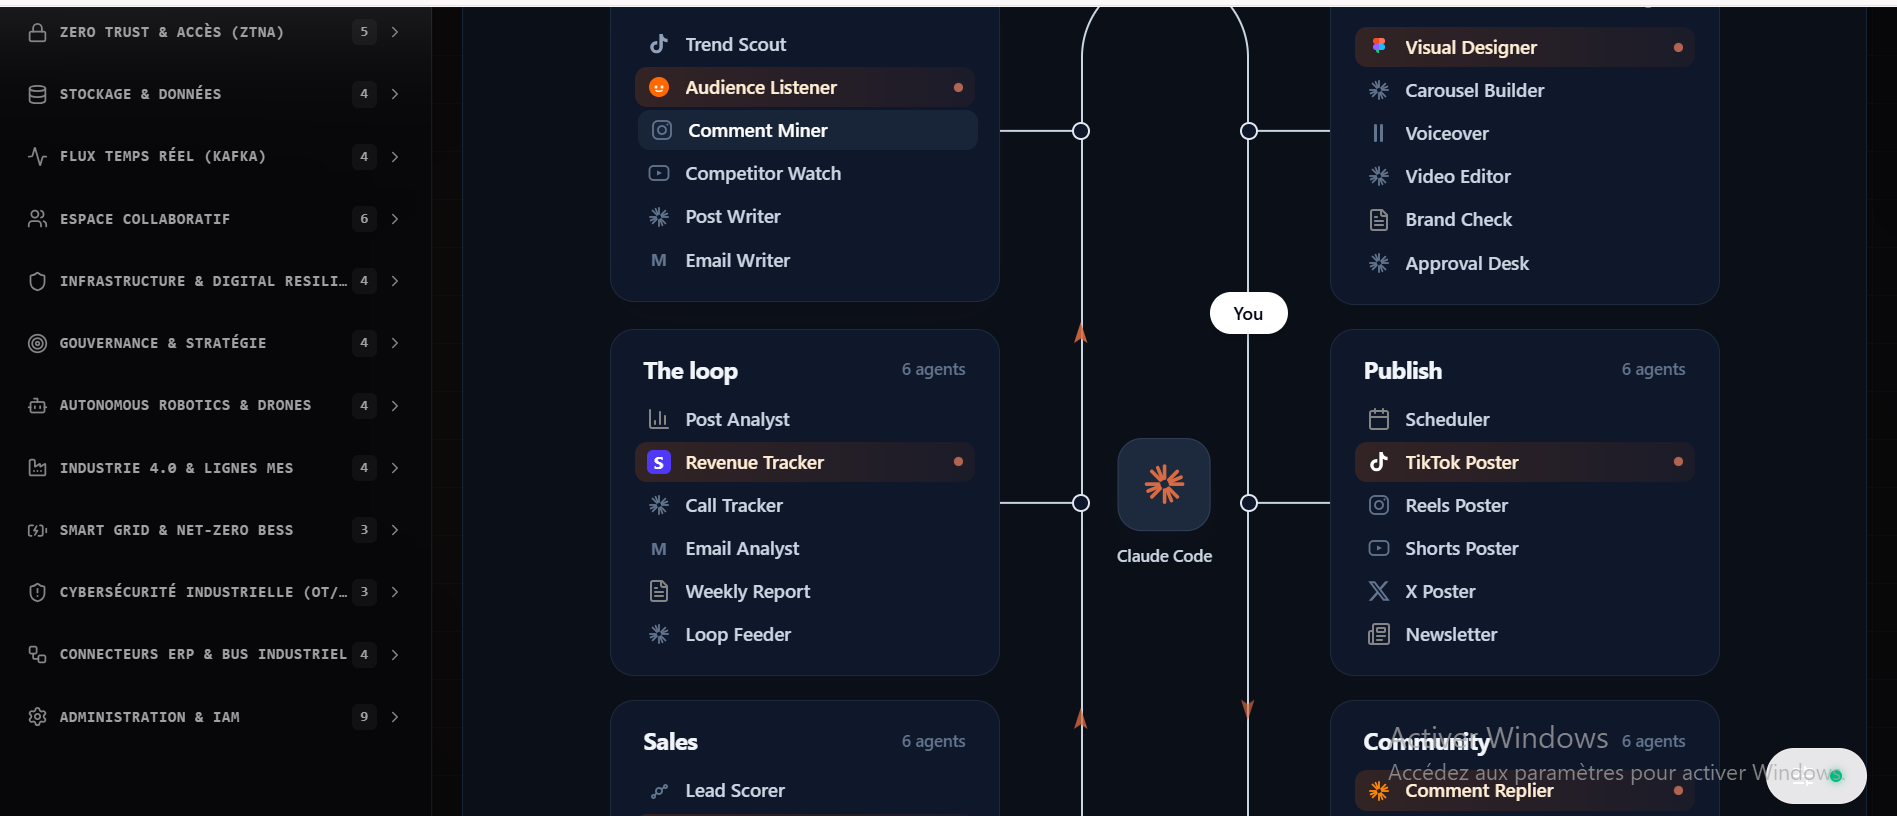 ZERO TRUST & ACCÈS (ZTNA) 5
STOCKAGE & DONNÉES 4
FLUX TEMPS RÉEL (KAFKA) 4
ESPACE COLLABORATIF 6
INFRASTRUCTURE & DIGITAL RESILI… 4
GOUVERNANCE & STRATÉGIE 4
AUTONOMOUS ROBOTICS & DRONES 4
INDUSTRIE 4.0 & LIGNES MES 4
SMART GRID & NET-ZERO BESS 3
CYBERSÉCURITÉ INDUSTRIELLE (OT/… 3
CONNECTEURS ERP & BUS INDUSTRIEL 4
ADMINISTRATION & IAM 9
Trend Scout
Audience Listener
Comment Miner
Competitor Watch
Post Writer
M Email Writer
The loop 6 agents
Post Analyst
S Revenue Tracker
Call Tracker
M Email Analyst
Weekly Report
Loop Feeder
Sales 6 agents
Lead Scorer
You
Claude Code
Visual Designer
Carousel Builder
Voiceover
Video Editor
Brand Check
Approval Desk
Publish 6 agents
Scheduler
TikTok Poster
Reels Poster
Shorts Poster
X Poster
Newsletter
Community 6 agents
Comment Replier
Activer Windows
Accédez aux paramètres pour activer Windows.